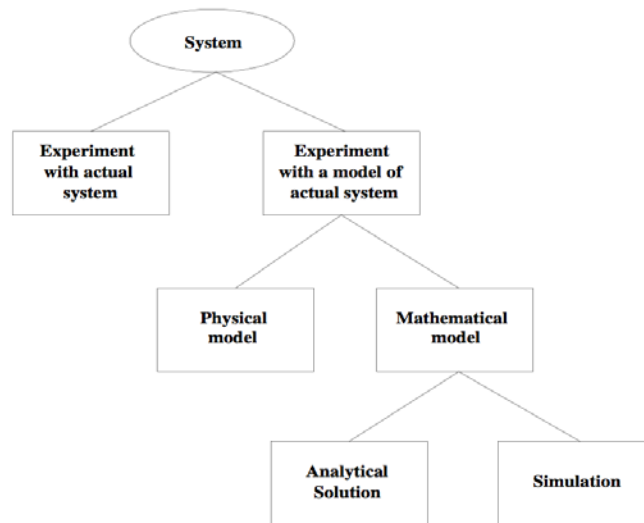 System
Experiment
with actual
system
Experiment
with a model of
actual system
Physical
model
Mathematical
model
Analytical
Solution
Simulation